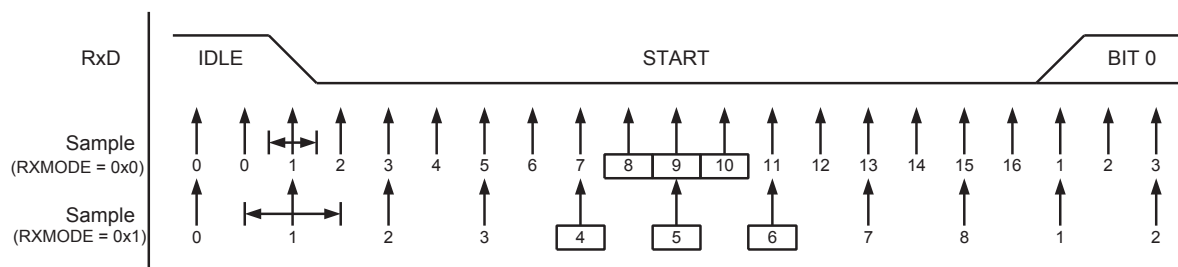 RxD IDLE START BIT 0
Sample
(RXMODE = 0x0)
0 0 1 2 3 4 5 6 7 8 9 10 11 12 13 14 15 16 1 2 3
Sample
(RXMODE = 0x1)
0 1 2 3 4 5 6 7 8 1 2